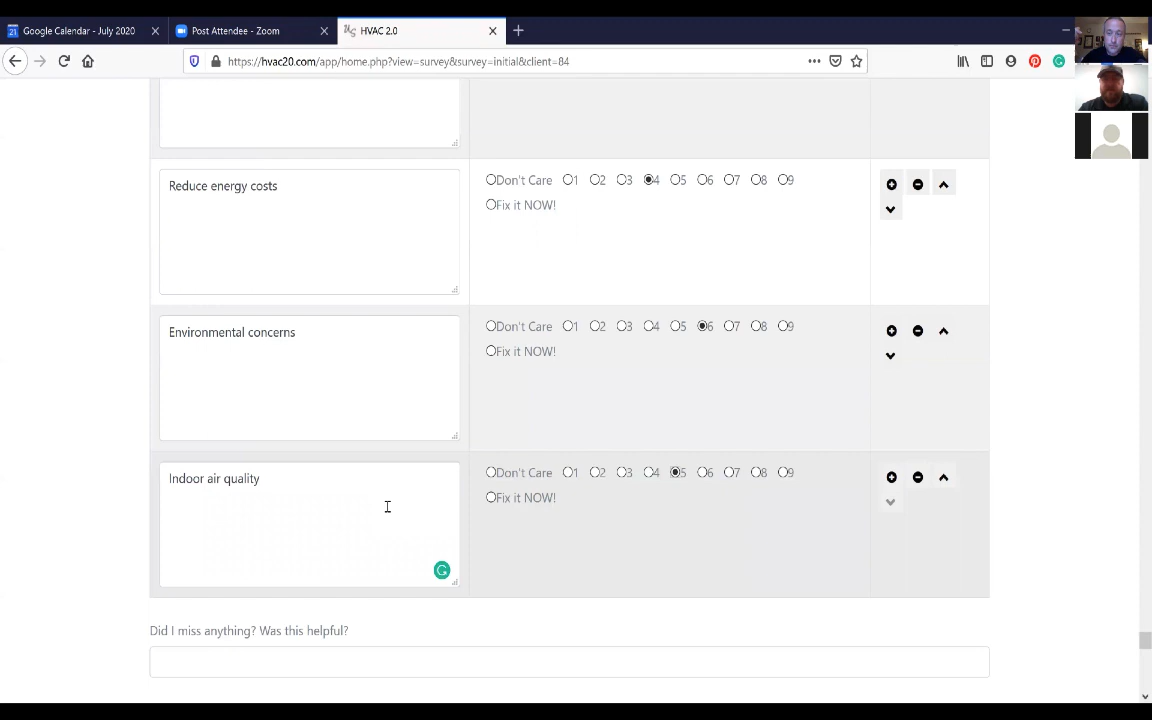 Google Calendar - July 2020
Post Attendee - Zoom
HVAC 2.0
https://hvac20.com/app/home.php?view=survey&survey=initial&client=84
Reduce energy costs
Don't Care 1 2 3 4 5 6 7 8 9
Fix it NOW!
Environmental concerns
Don't Care 1 2 3 4 5 6 7 8 9
Fix it NOW!
Indoor air quality
Don't Care 1 2 3 4 5 6 7 8 9
Fix it NOW!
Did I miss anything? Was this helpful?